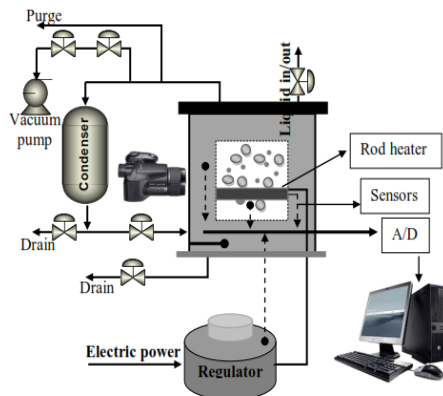 Purge
Liquid in/out
Vacuum
pump
Condenser
Rod heater
Sensors
A/D
Drain
Drain
Electric power
Regulator